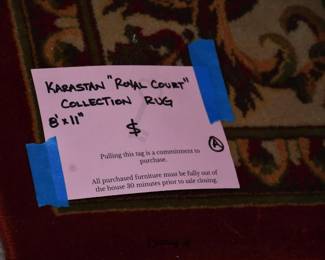 KARASTAN "ROYAL COURT"
COLLECTION RUG
8'x11"
$
A
Pulling this tag is a commitment to
purchase.
All purchased furniture must be fully out of
the house 30 minutes prior to sale closing.